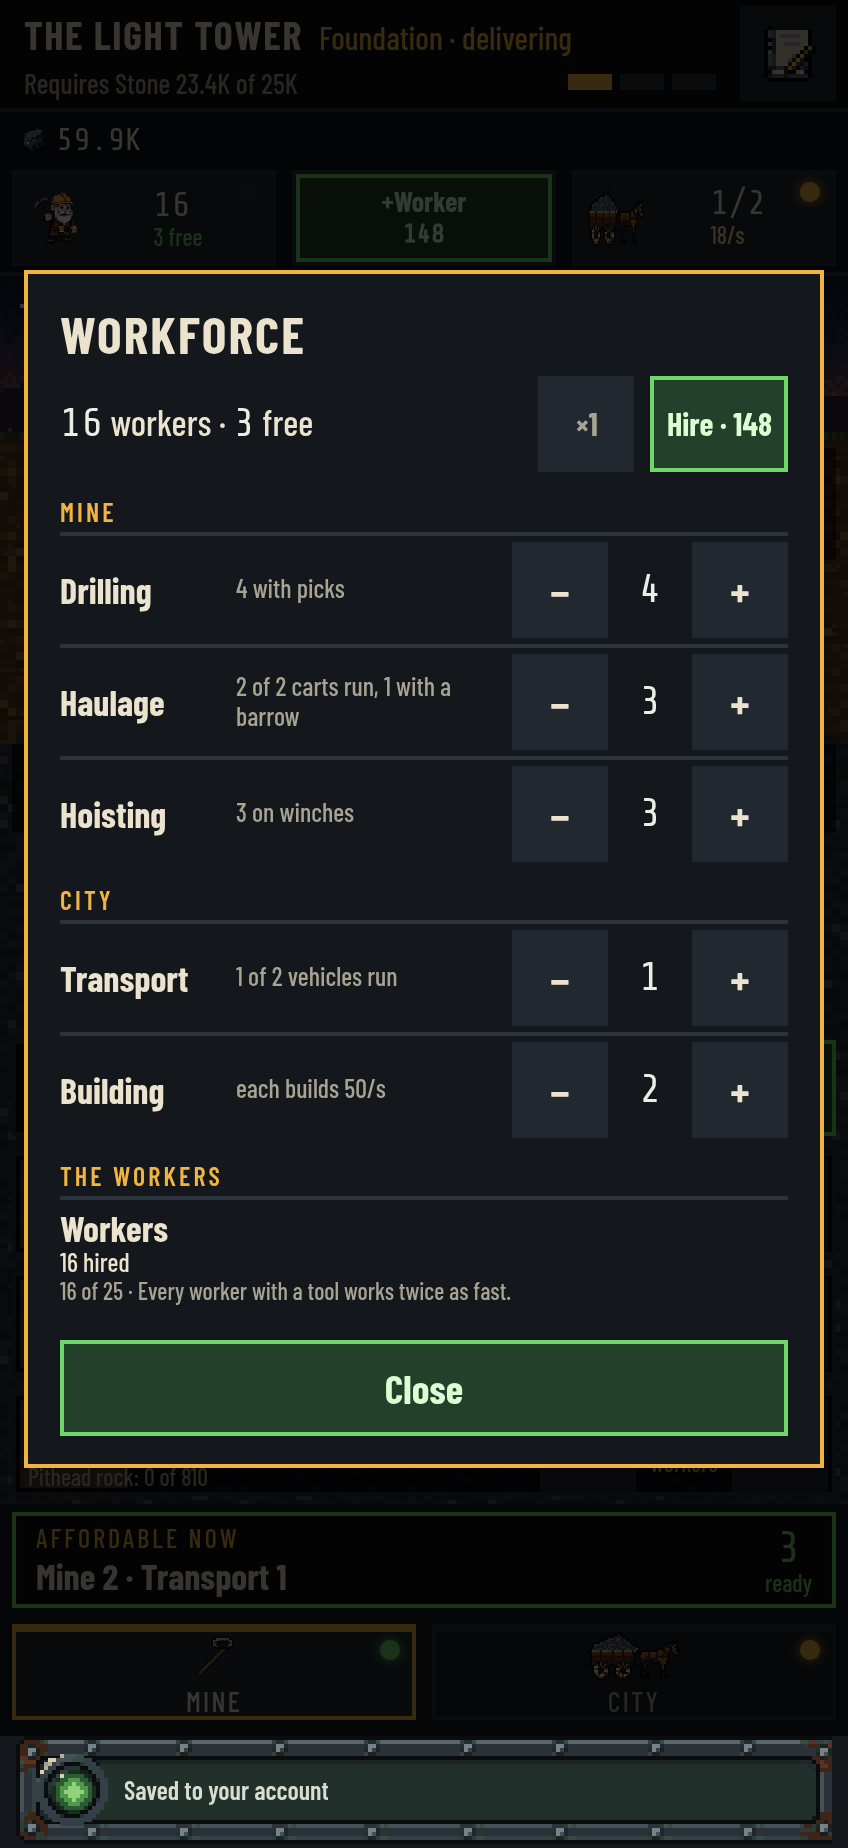 THE LIGHT TOWER Foundation · delivering
Requires Stone 23.4K of 25K
59.9K
16
3 free
+Worker
148
1/2
18/s
WORKFORCE
16 workers · 3 free
×1
Hire · 148
MINE
Drilling 4 with picks – 4 +
Haulage 2 of 2 carts run, 1 with a
barrow – 3 +
Hoisting 3 on winches – 3 +
CITY
Transport 1 of 2 vehicles run – 1 +
Building each builds 50/s – 2 +
THE WORKERS
Workers
16 hired
16 of 25 · Every worker with a tool works twice as fast.
Close
Pithead rock: 0 of 810
AFFORDABLE NOW
Mine 2 · Transport 1
3
ready
MINE
CITY
Saved to your account